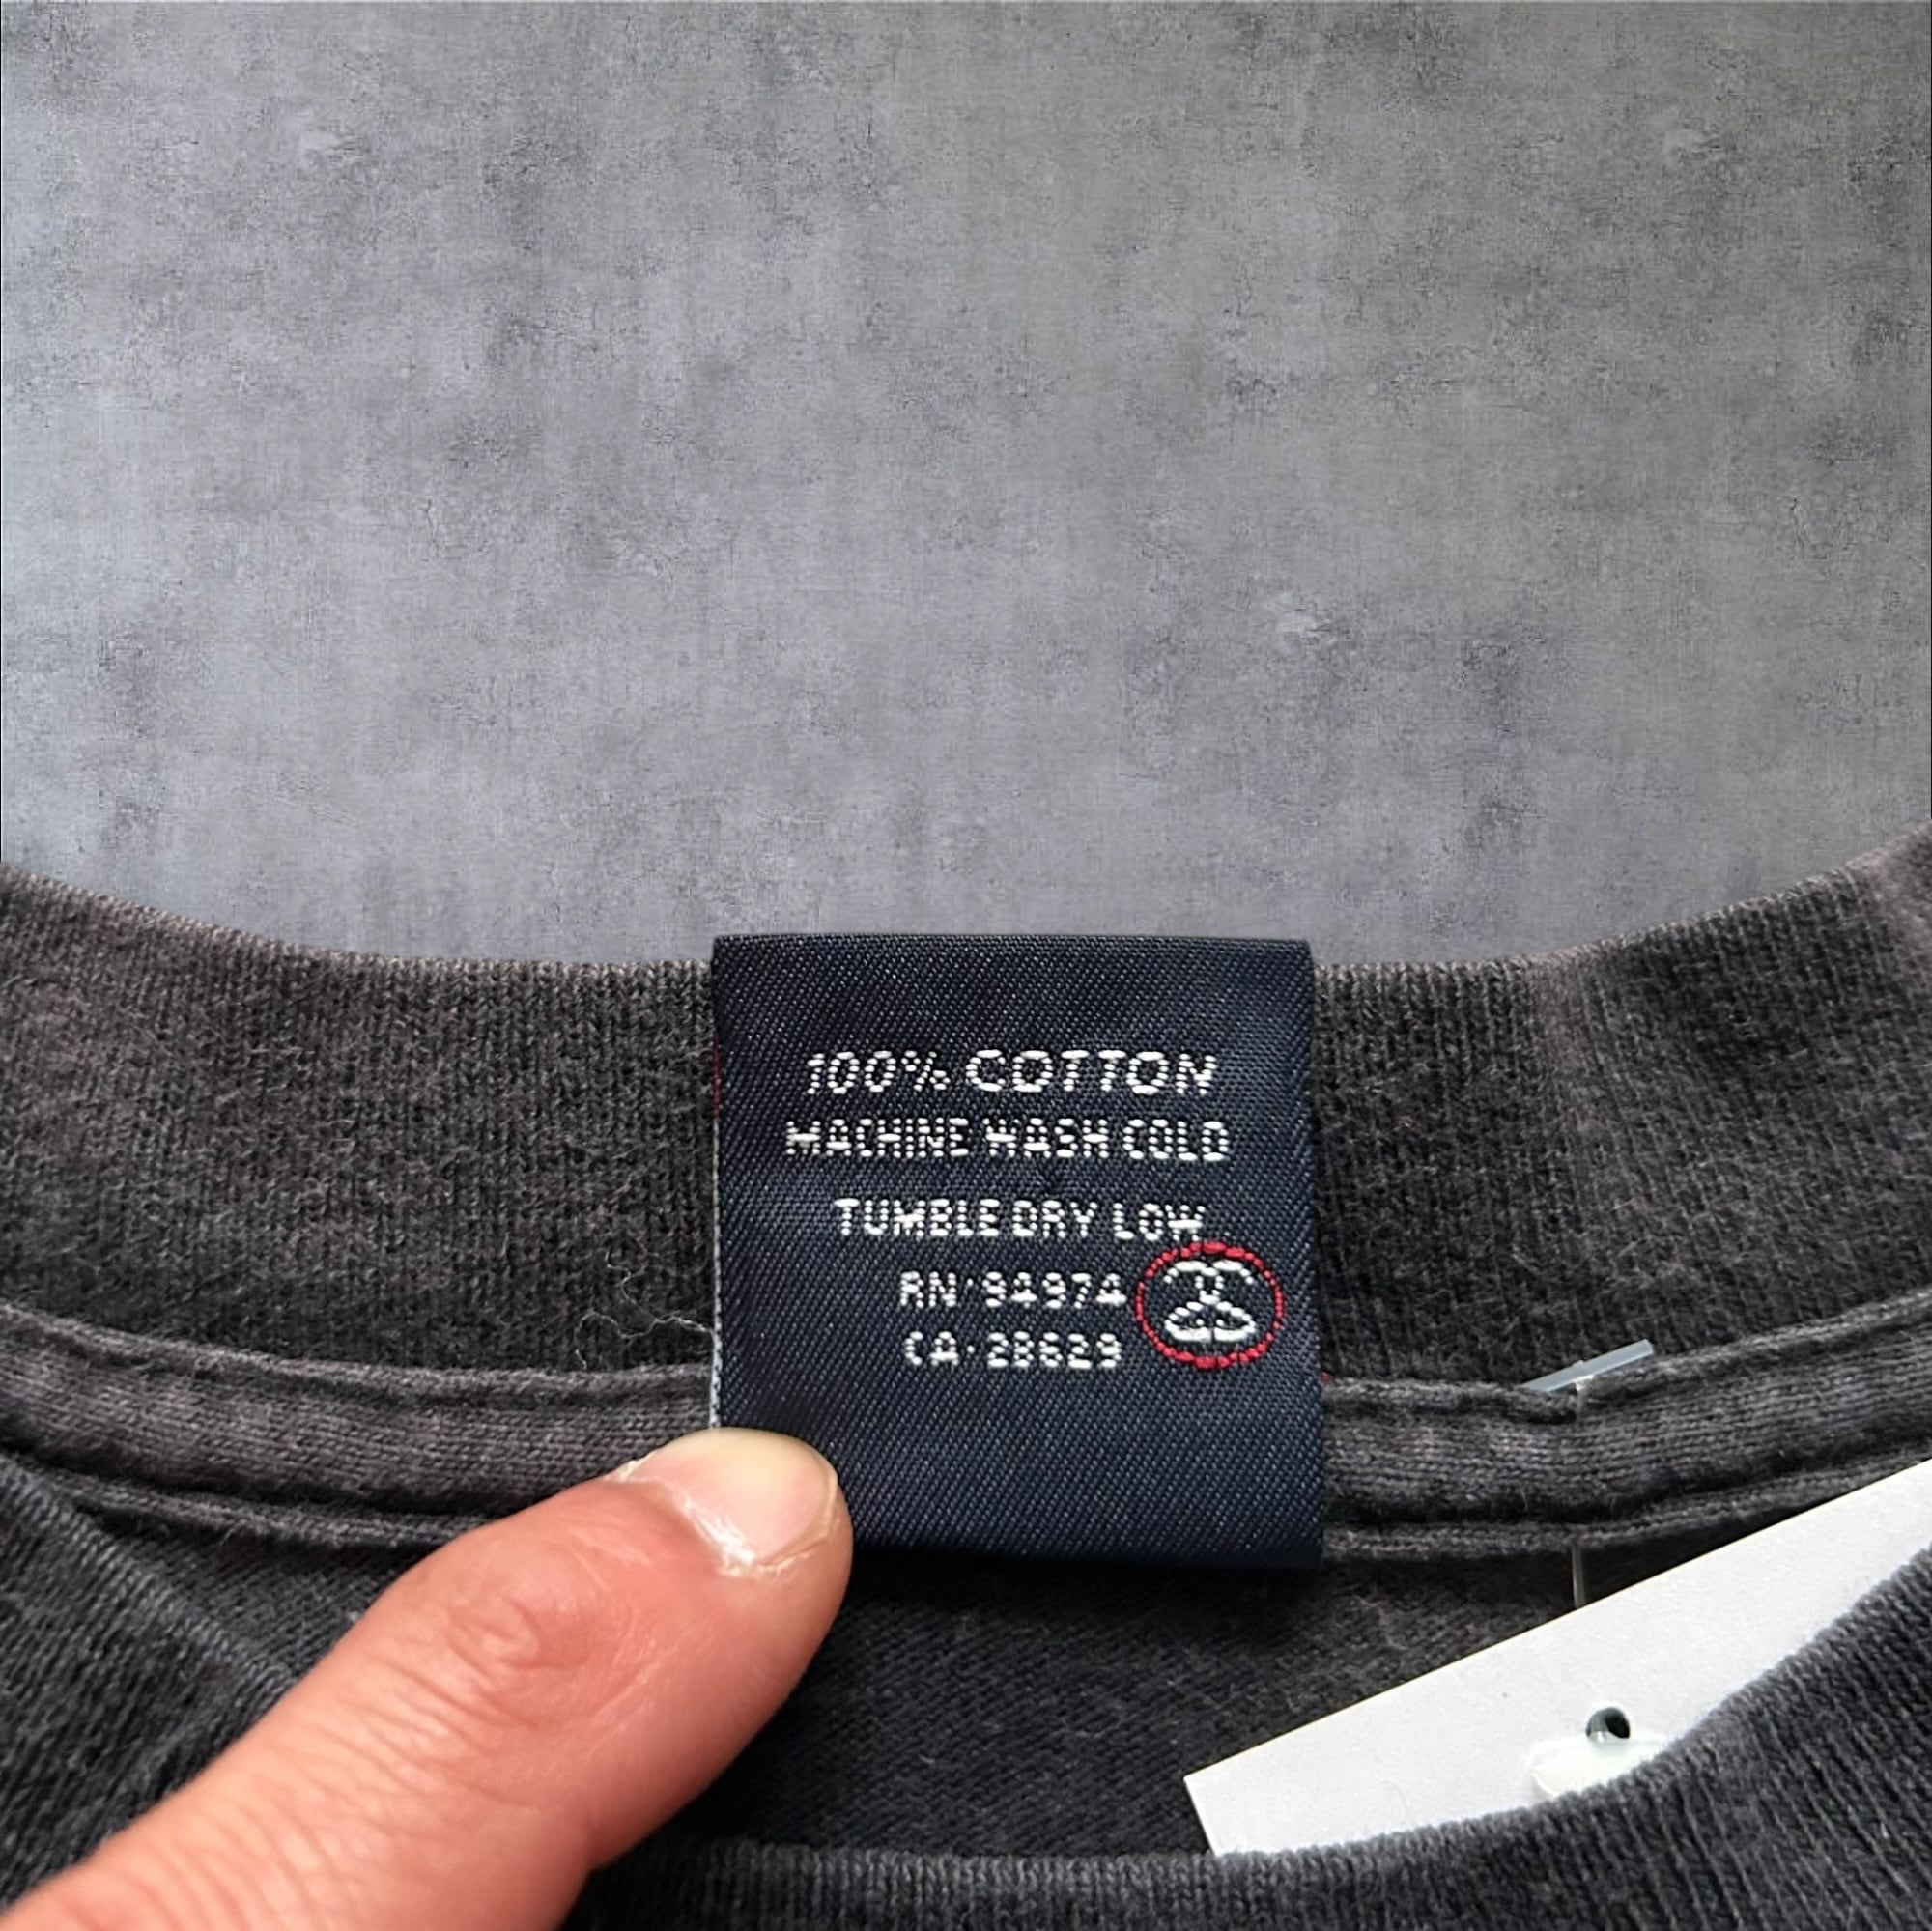 100% COTTON
MACHINE WASH COLD
TUMBLE DRY LOW
RN·94974
CA·28629